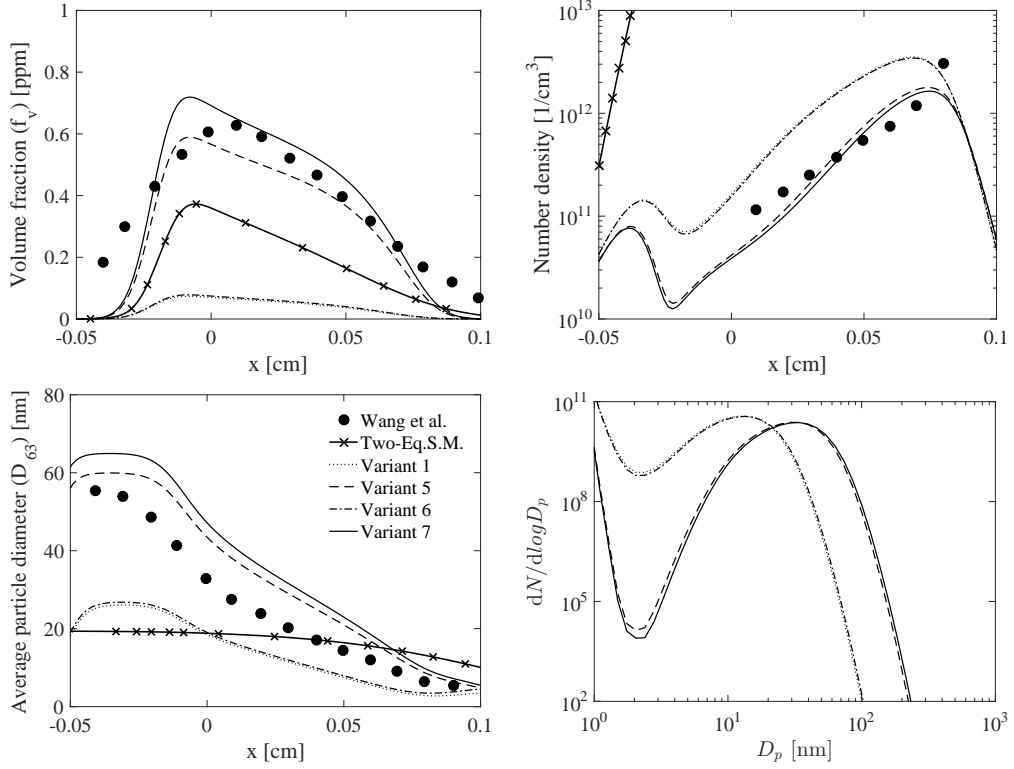 Volume fraction (f_v) [ppm]
1
0.8
0.6
0.4
0.2
0
-0.05
0
0.05
0.1
x [cm]
Number density [1/cm^3]
10^13
10^12
10^11
10^10
-0.05
0
0.05
0.1
x [cm]
Average particle diameter (D_63) [nm]
80
60
40
20
0
-0.05
0
0.05
0.1
x [cm]
Wang et al.
Two-Eq.S.M.
Variant 1
Variant 5
Variant 6
Variant 7
dN/dlogD_p
10^11
10^8
10^5
10^2
10^0
10^1
10^2
10^3
D_p [nm]